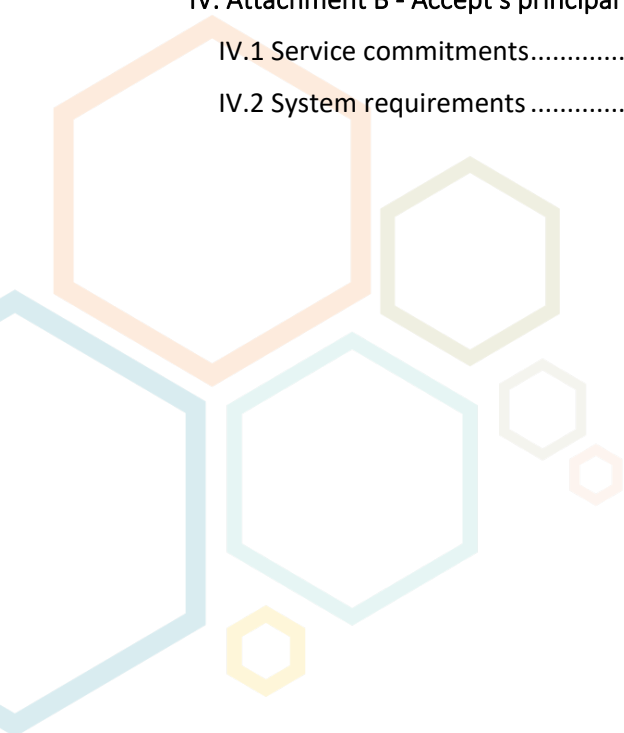 IV. Attachment B - Accept's principal
IV.1 Service commitments.............
IV.2 System requirements .............